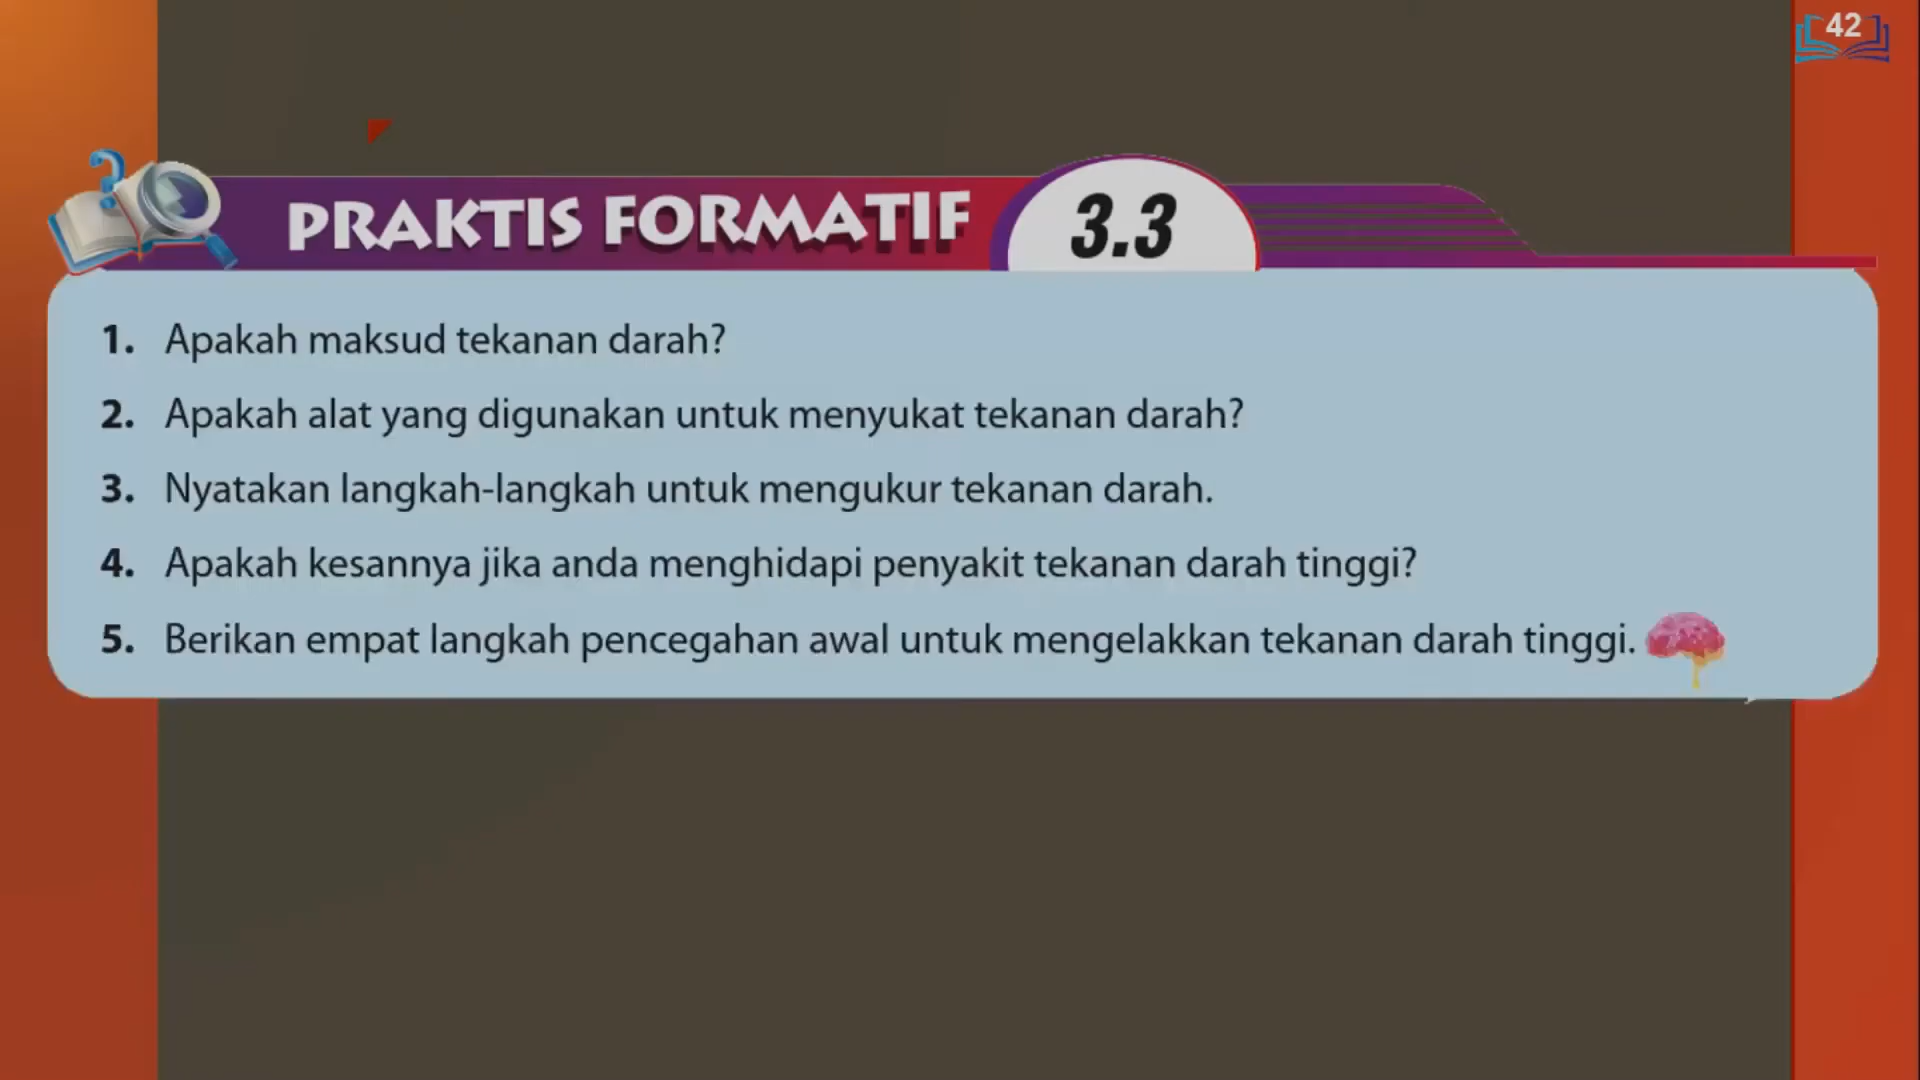 42
PRAKTIS FORMATIF 3.3
1. Apakah maksud tekanan darah?
2. Apakah alat yang digunakan untuk menyukat tekanan darah?
3. Nyatakan langkah-langkah untuk mengukur tekanan darah.
4. Apakah kesannya jika anda menghidapi penyakit tekanan darah tinggi?
5. Berikan empat langkah pencegahan awal untuk mengelakkan tekanan darah tinggi.